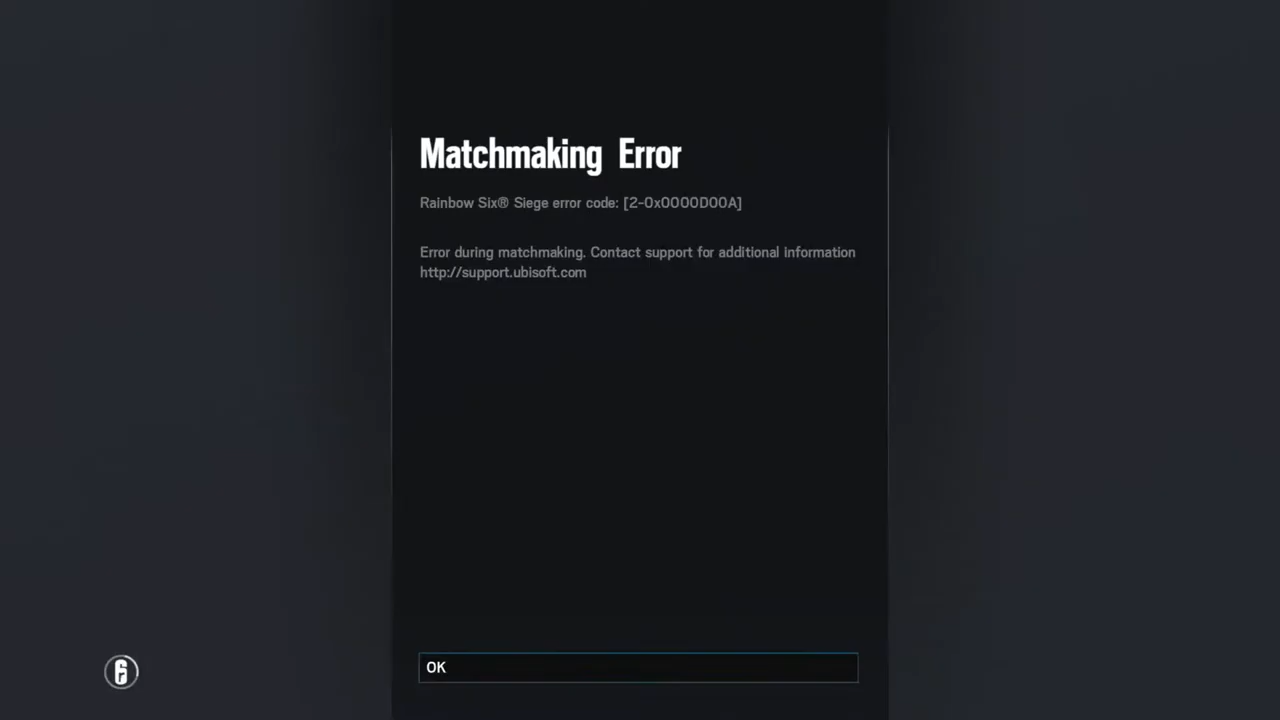 Matchmaking Error
Rainbow Six® Siege error code: [2-0x0000D00A]
Error during matchmaking. Contact support for additional information
http://support.ubisoft.com
OK
6